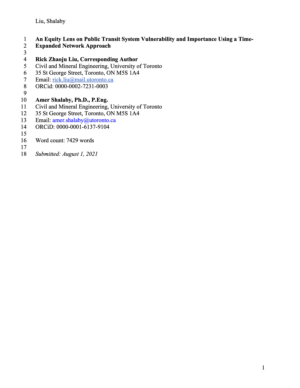 Liu, Shalaby
1 An Equity Lens on Public Transit System Vulnerability and Importance Using a Time-
2 Expanded Network Approach
3
4 Rick Zhaoju Liu, Corresponding Author
5 Civil and Mineral Engineering, University of Toronto
6 35 St George Street, Toronto, ON M5S 1A4
7 Email: rick.liu@mail.utoronto.ca
8 ORCid: 0000-0002-7231-0003
9
10 Amer Shalaby, Ph.D., P.Eng.
11 Civil and Mineral Engineering, University of Toronto
12 35 St George Street, Toronto, ON M5S 1A4
13 Email: amer.shalaby@utoronto.ca
14 ORCiD: 0000-0001-6137-9104
15
16 Word count: 7429 words
17
18 Submitted: August 1, 2021
1